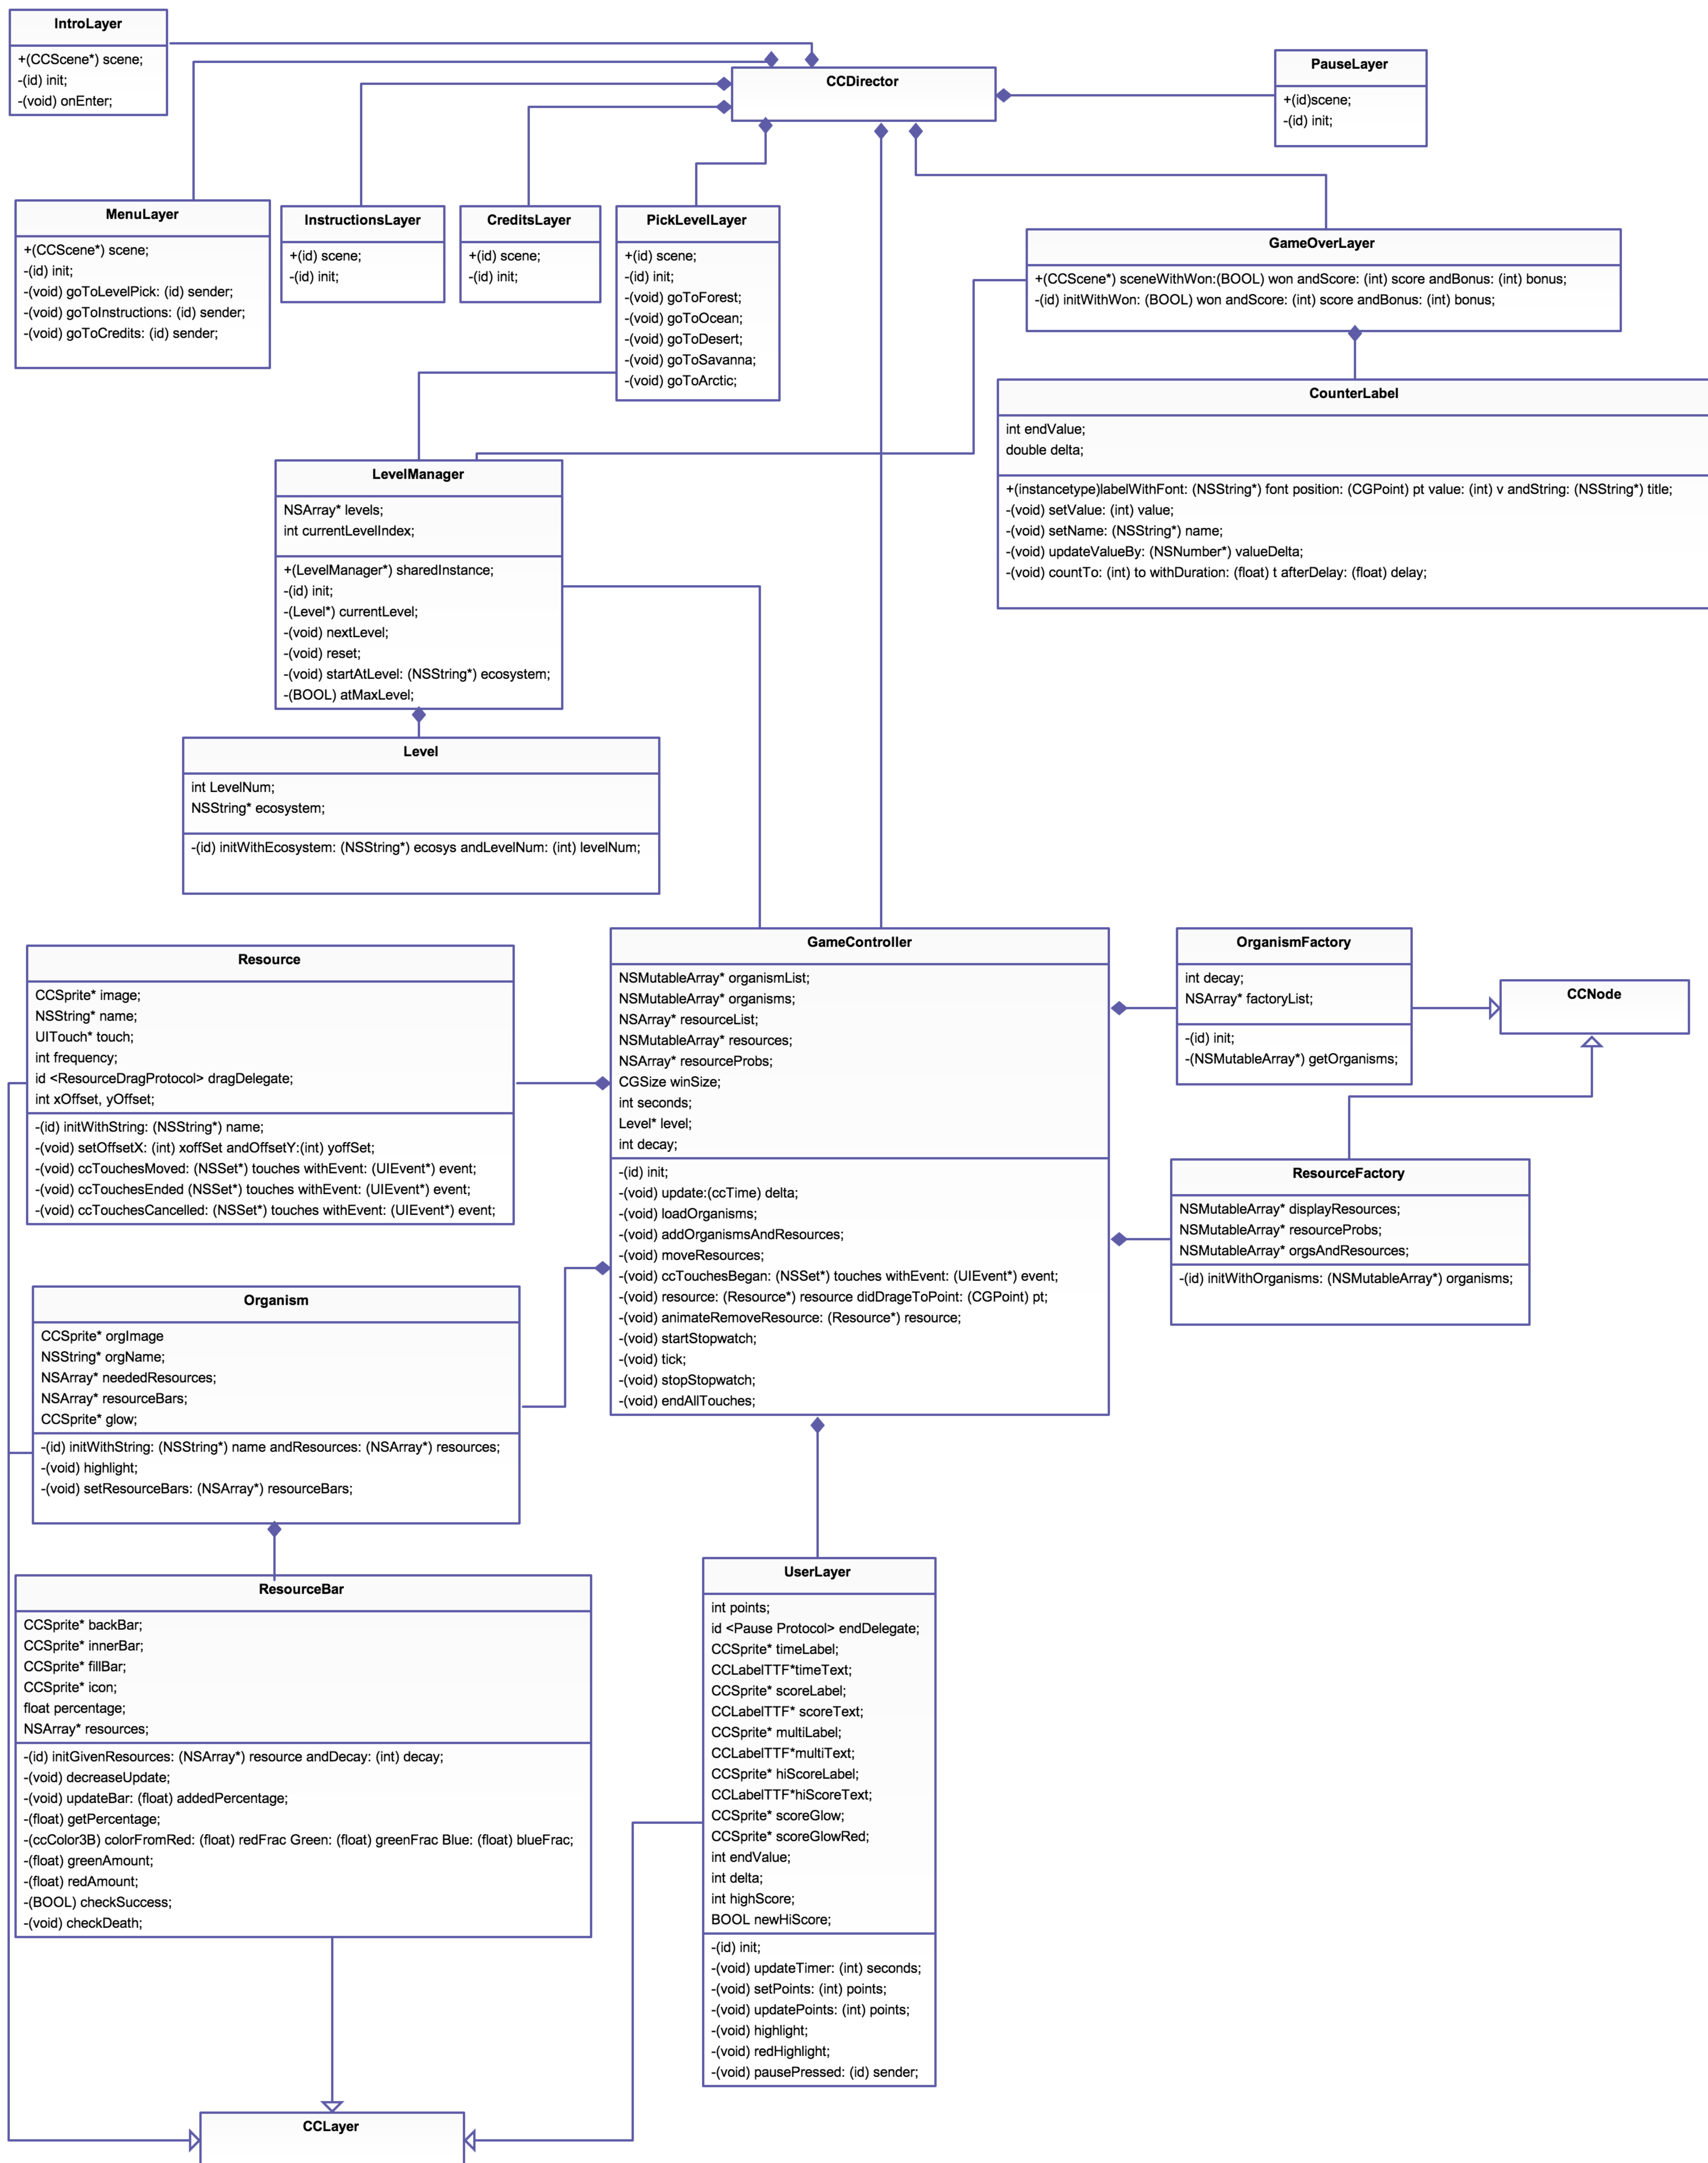 IntroLayer
+(CCScene*) scene;
-(id) init;
-(void) onEnter;
CCDirector
PauseLayer
+(id)scene;
-(id) init;
MenuLayer
+(CCScene*) scene;
-(id) init;
-(void) goToLevelPick: (id) sender;
-(void) goToInstructions: (id) sender;
-(void) goToCredits: (id) sender;
InstructionsLayer
+(id) scene;
-(id) init;
CreditsLayer
+(id) scene;
-(id) init;
PickLevelLayer
+(id) scene;
-(id) init;
-(void) goToForest;
-(void) goToOcean;
-(void) goToDesert;
-(void) goToSavanna;
-(void) goToArctic;
GameOverLayer
+(CCScene*) sceneWithWon:(BOOL) won andScore: (int) score andBonus: (int) bonus;
-(id) initWithWon: (BOOL) won andScore: (int) score andBonus: (int) bonus;
CounterLabel
int endValue;
double delta;
+(instancetype)labelWithFont: (NSString*) font position: (CGPoint) pt value: (int) v andString: (NSString*) title;
-(void) setValue: (int) value;
-(void) setName: (NSString*) name;
-(void) updateValueBy: (NSNumber*) valueDelta;
-(void) countTo: (int) to withDuration: (float) t afterDelay: (float) delay;
LevelManager
NSArray* levels;
int currentLevelIndex;
+(LevelManager*) sharedInstance;
-(id) init;
-(Level*) currentLevel;
-(void) nextLevel;
-(void) reset;
-(void) startAtLevel: (NSString*) ecosystem;
-(BOOL) atMaxLevel;
Level
int LevelNum;
NSString* ecosystem;
-(id) initWithEcosystem: (NSString*) ecosys andLevelNum: (int) levelNum;
Resource
CCSprite* image;
NSString* name;
UITouch* touch;
int frequency;
id <ResourceDragProtocol> dragDelegate;
int xOffset, yOffset;
-(id) initWithString: (NSString*) name;
-(void) setOffsetX: (int) xoffSet andOffsetY:(int) yoffSet;
-(void) ccTouchesMoved: (NSSet*) touches withEvent: (UIEvent*) event;
-(void) ccTouchesEnded (NSSet*) touches withEvent: (UIEvent*) event;
-(void) ccTouchesCancelled: (NSSet*) touches withEvent: (UIEvent*) event;
GameController
NSMutableArray* organismList;
NSMutableArray* organisms;
NSArray* resourceList;
NSMutableArray* resources;
NSArray* resourceProbs;
CGSize winSize;
int seconds;
Level* level;
int decay;
-(id) init;
-(void) update:(ccTime) delta;
-(void) loadOrganisms;
-(void) addOrganismsAndResources;
-(void) moveResources;
-(void) ccTouchesBegan: (NSSet*) touches withEvent: (UIEvent*) event;
-(void) resource: (Resource*) resource didDrageToPoint: (CGPoint) pt;
-(void) animateRemoveResource: (Resource*) resource;
-(void) startStopwatch;
-(void) tick;
-(void) stopStopwatch;
-(void) endAllTouches;
OrganismFactory
int decay;
NSArray* factoryList;
-(id) init;
-(NSMutableArray*) getOrganisms;
CCNode
ResourceFactory
NSMutableArray* displayResources;
NSMutableArray* resourceProbs;
NSMutableArray* orgsAndResources;
-(id) initWithOrganisms: (NSMutableArray*) organisms;
Organism
CCSprite* orgImage
NSString* orgName;
NSArray* neededResources;
NSArray* resourceBars;
CCSprite* glow;
-(id) initWithString: (NSString*) name andResources: (NSArray*) resources;
-(void) highlight;
-(void) setResourceBars: (NSArray*) resourceBars;
ResourceBar
CCSprite* backBar;
CCSprite* innerBar;
CCSprite* fillBar;
CCSprite* icon;
float percentage;
NSArray* resources;
-(id) initGivenResources: (NSArray*) resource andDecay: (int) decay;
-(void) decreaseUpdate;
-(void) updateBar: (float) addedPercentage;
-(float) getPercentage;
-(ccColor3B) colorFromRed: (float) redFrac Green: (float) greenFrac Blue: (float) blueFrac;
-(float) greenAmount;
-(float) redAmount;
-(BOOL) checkSuccess;
-(void) checkDeath;
UserLayer
int points;
id <Pause Protocol> endDelegate;
CCSprite* timeLabel;
CCLabelTTF*timeText;
CCSprite* scoreLabel;
CCLabelTTF* scoreText;
CCSprite* multiLabel;
CCLabelTTF*multiText;
CCSprite* hiScoreLabel;
CCLabelTTF*hiScoreText;
CCSprite* scoreGlow;
CCSprite* scoreGlowRed;
int endValue;
int delta;
int highScore;
BOOL newHiScore;
-(id) init;
-(void) updateTimer: (int) seconds;
-(void) setPoints: (int) points;
-(void) updatePoints: (int) points;
-(void) highlight;
-(void) redHighlight;
-(void) pausePressed: (id) sender;
CCLayer